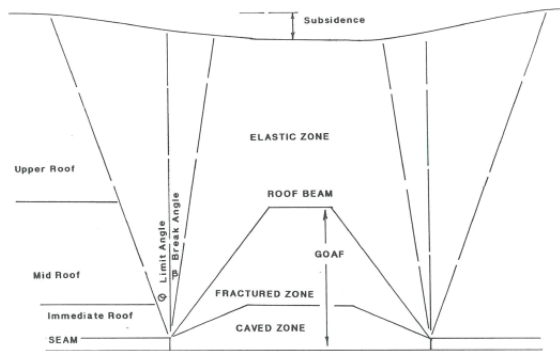 Subsidence
ELASTIC ZONE
Upper Roof
ROOF BEAM
Limit Angle
Break Angle
GOAF
Mid Roof
FRACTURED ZONE
Immediate Roof
CAVED ZONE
SEAM